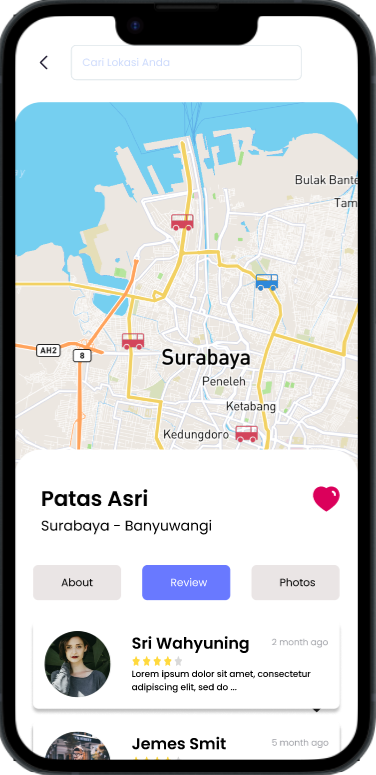 Cari Lokasi Anda
Bulak Bante
Tam
AH2
8
Surabaya
Peneleh
Ketabang
Kedungdoro
Patas Asri
Surabaya - Banyuwangi
About
Review
Photos
Sri Wahyuning
2 month ago
Lorem ipsum dolor sit amet, consectetur
adipiscing elit, sed do ...
Jemes Smit
5 month ago